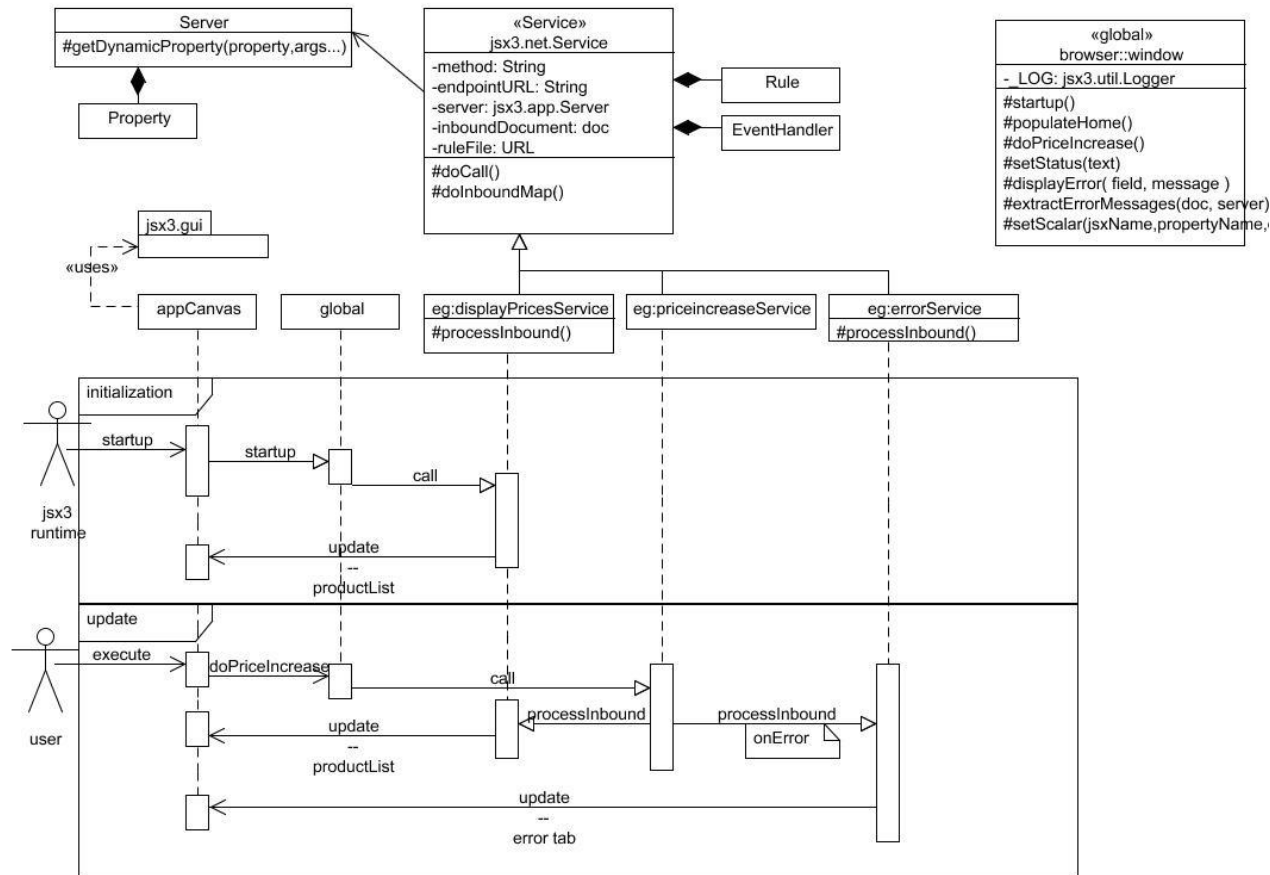 Server
#getDynamicProperty(property,args...)
Property
«Service»
jsx3.net.Service
-method: String
-endpointURL: String
-server: jsx3.app.Server
-inboundDocument: doc
-ruleFile: URL
#doCall()
#doInboundMap()
Rule
EventHandler
«global»
browser::window
-_LOG: jsx3.util.Logger
#startup()
#populateHome()
#doPriceIncrease()
#setStatus(text)
#displayError( field, message )
#extractErrorMessages(doc, server)
#setScalar(jsxName,propertyName,
jsx3.gui
«uses»
appCanvas
global
eg:displayPricesService
#processInbound()
eg:priceincreaseService
eg:errorService
#processInbound()
initialization
startup
startup
call
jsx3
runtime
update
--
productList
update
execute
doPriceIncrease
call
processInbound
processInbound
onError
user
update
--
productList
update
--
error tab